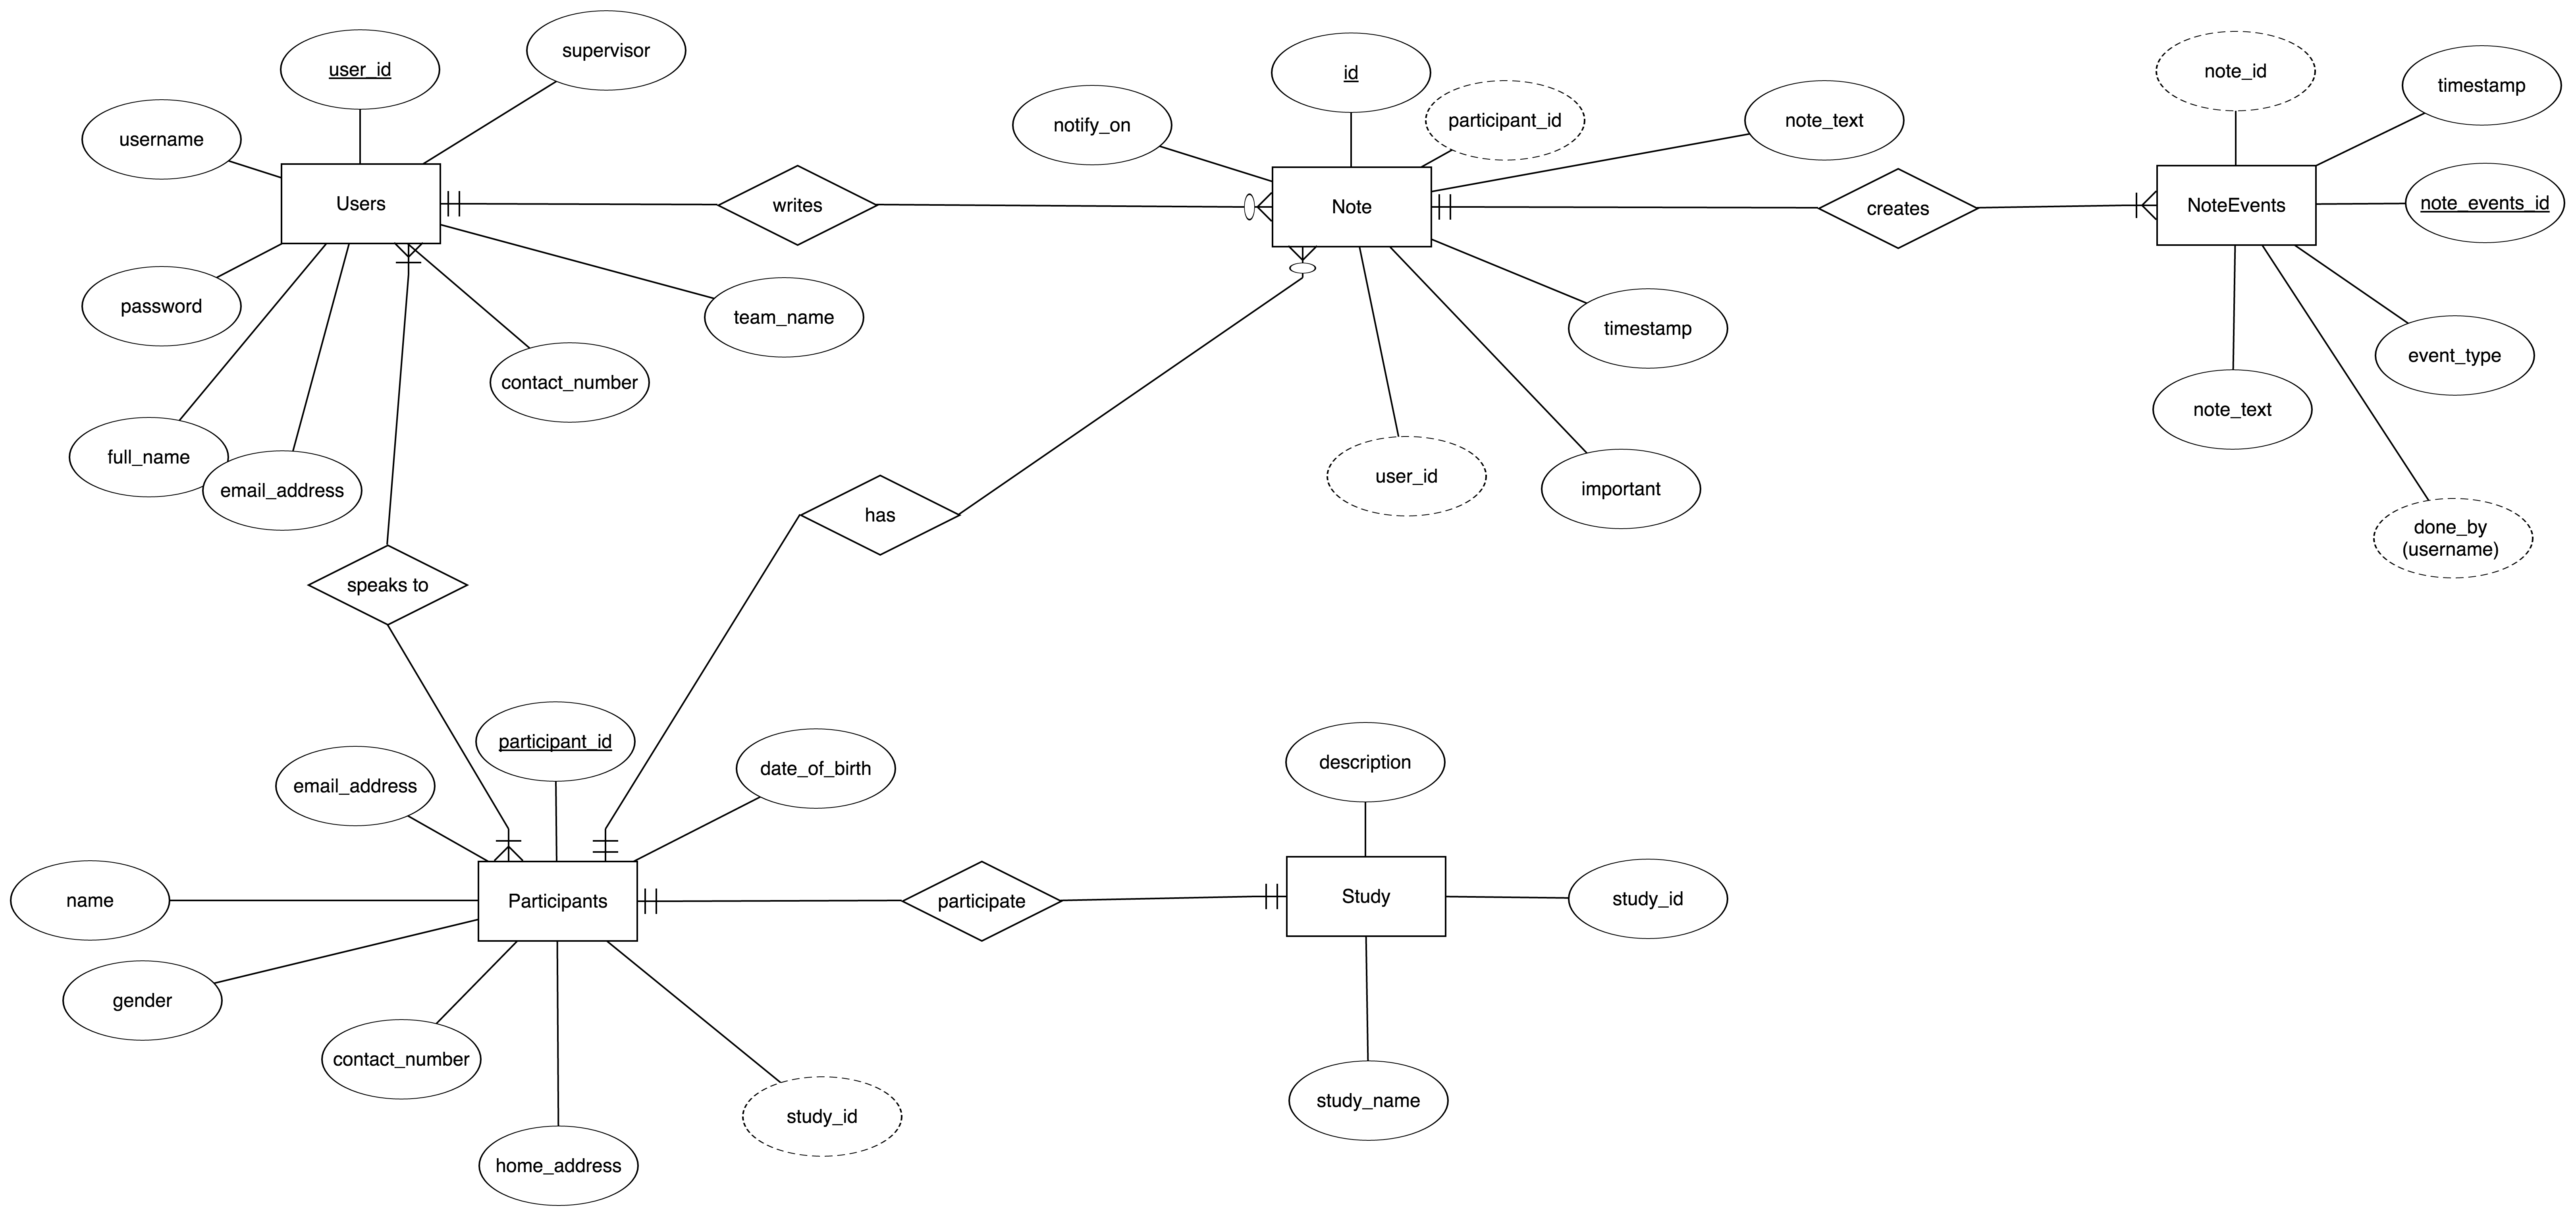 supervisor
user_id
username
Users
password
full_name
email_address
contact_number
team_name
writes
speaks to
has
id
notify_on
participant_id
note_text
Note
timestamp
user_id
important
creates
note_id
timestamp
NoteEvents
note_events_id
event_type
note_text
done_by
(username)
participant_id
email_address
date_of_birth
name
Participants
gender
contact_number
home_address
study_id
participate
description
Study
study_id
study_name